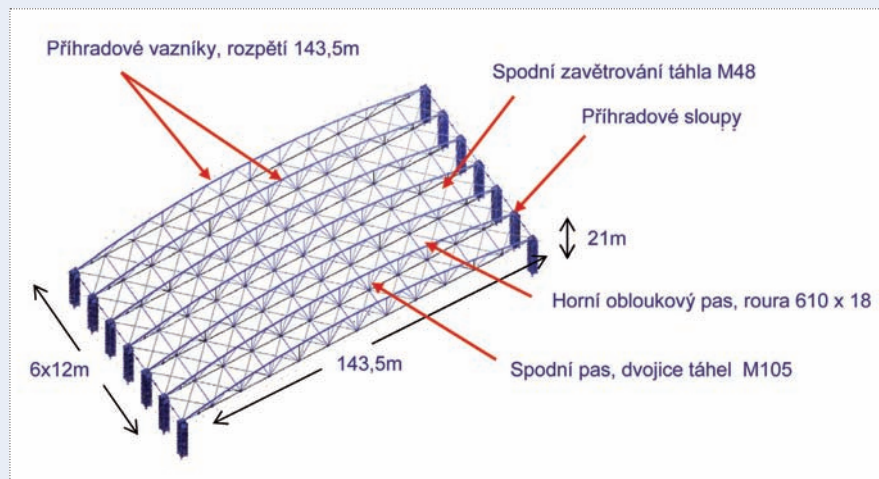 Příhradové vazníky, rozpětí 143,5m
Spodní zavětrování táhla M48
Příhradové sloupy
21m
Horní obloukový pas, roura 610 x 18
143,5m
Spodní pas, dvojice táhel M105
6x12m